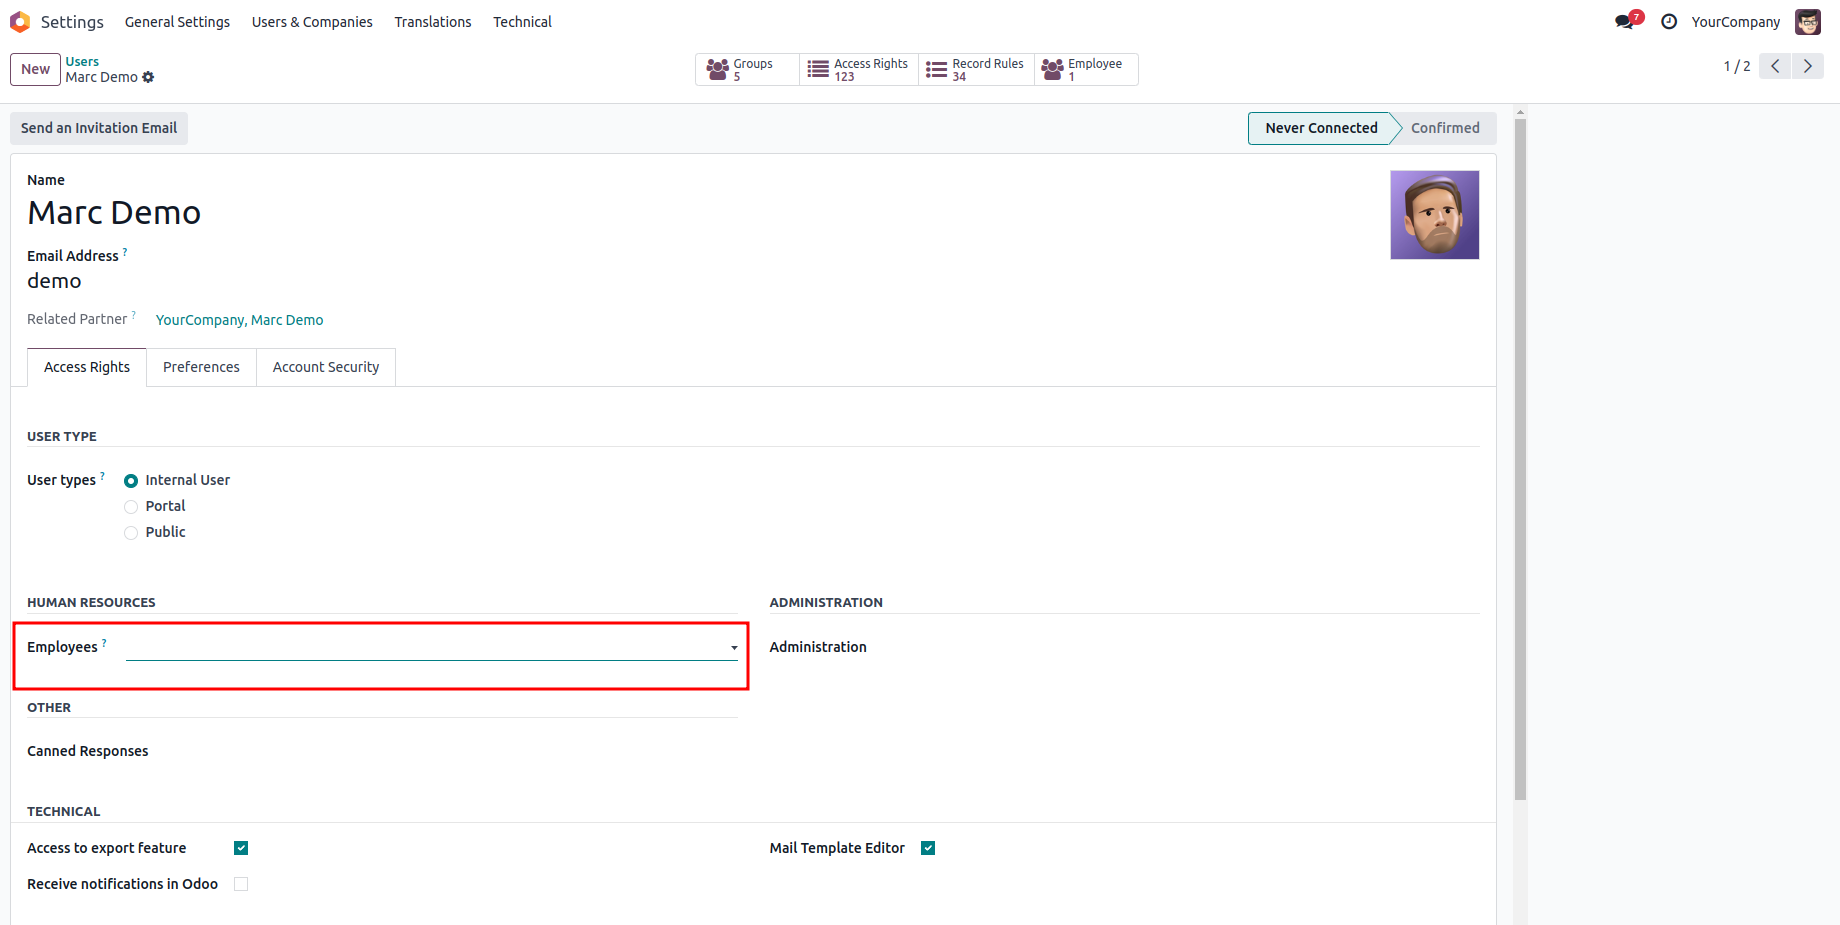 Settings General Settings Users & Companies Translations Technical 7 YourCompany
New Users Groups 5 Access Rights 123 Record Rules 34 Employee 1 1 / 2
Marc Demo
Send an Invitation Email Never Connected Confirmed
Name
Marc Demo
Email Address ?
demo
Related Partner ? YourCompany, Marc Demo
Access Rights Preferences Account Security
USER TYPE
User types ? Internal User
Portal
Public
HUMAN RESOURCES ADMINISTRATION
Employees ? Administration
OTHER
Canned Responses
TECHNICAL
Access to export feature Mail Template Editor
Receive notifications in Odoo